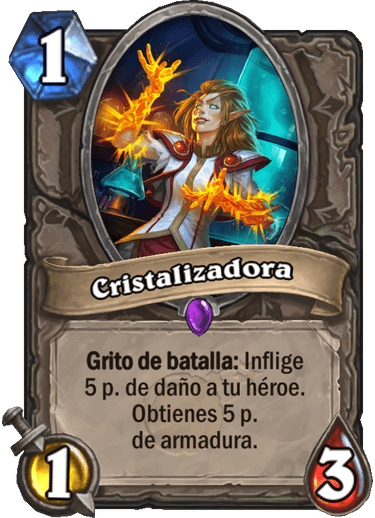 1
Cristalizadora
Grito de batalla: Inflige
5 p. de daño a tu héroe.
Obtienes 5 p.
de armadura.
1
3